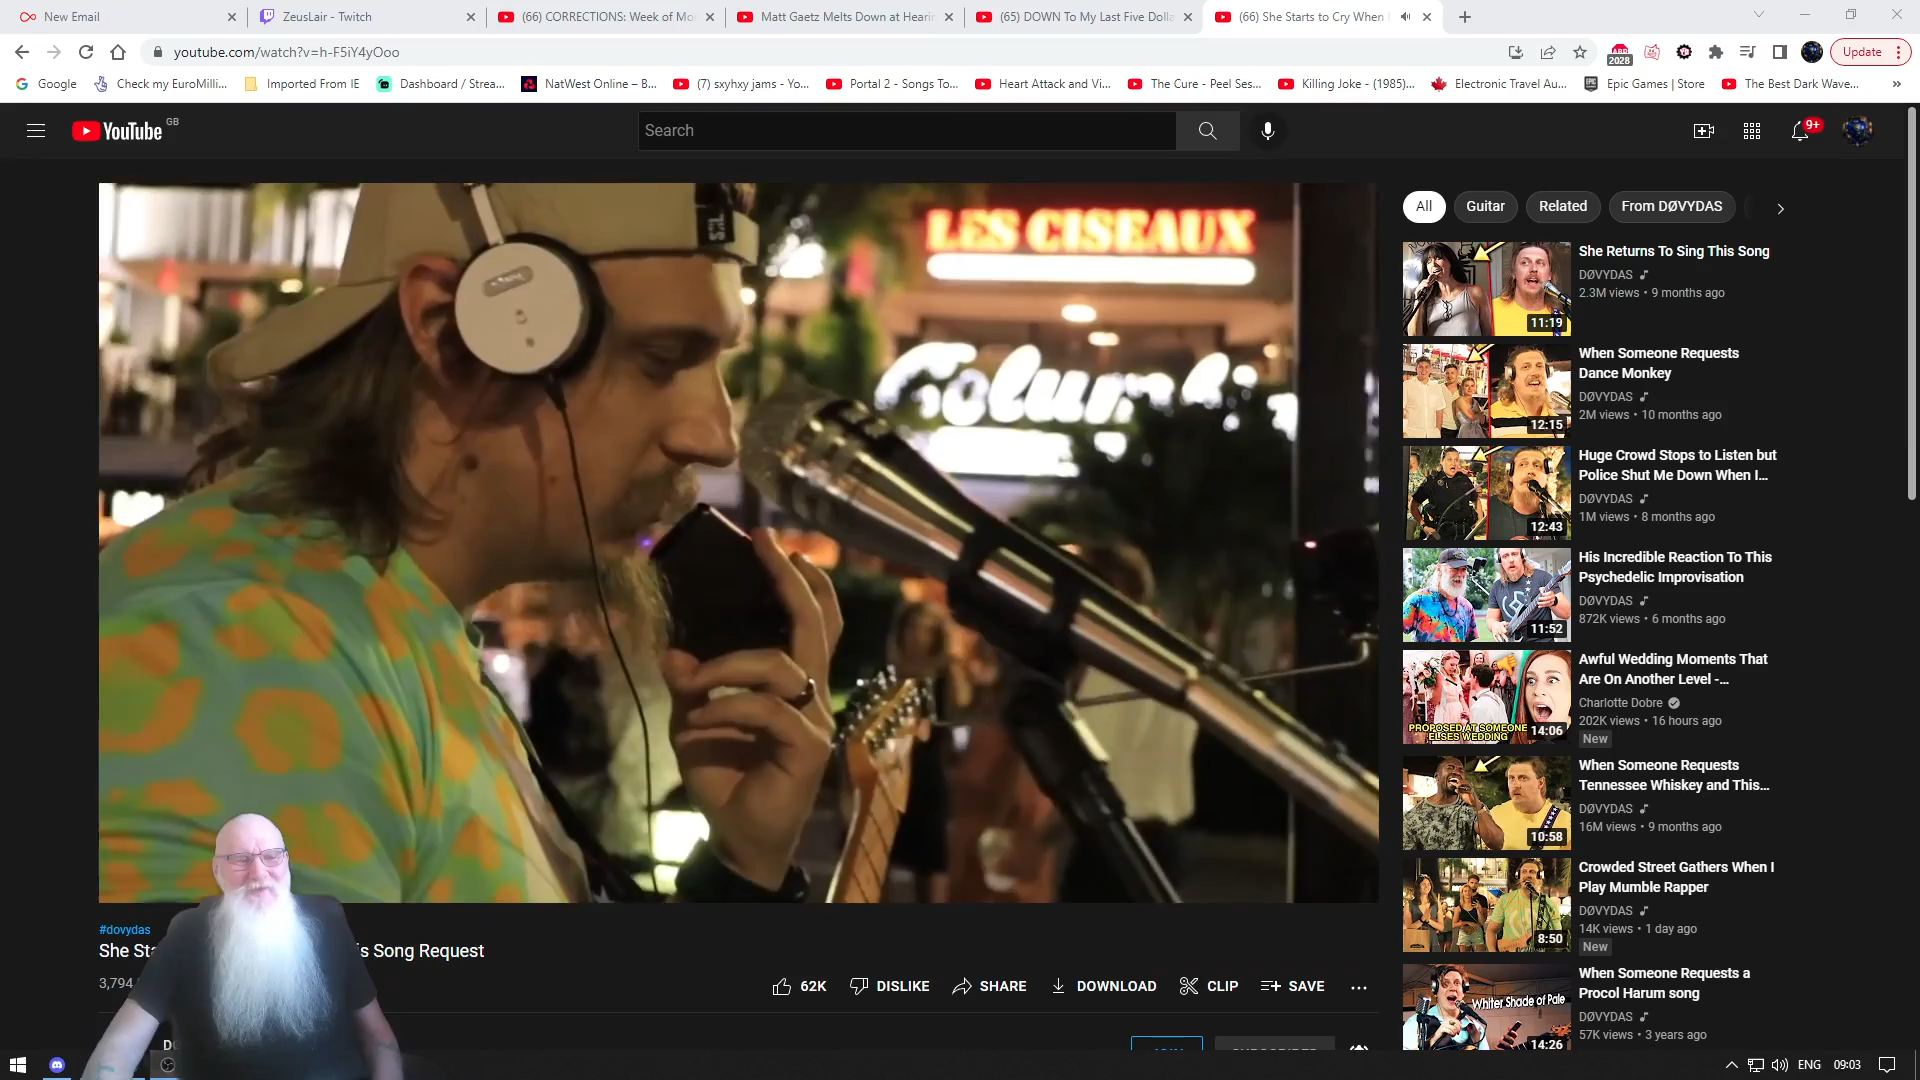 New Email
ZeusLair - Twitch
(66) CORRECTIONS: Week of Mo
Matt Gaetz Melts Down at Hearin
(65) DOWN To My Last Five Dolla
(66) She Starts to Cry When
youtube.com/watch?v=h-F5iY4yOoo
2028
Update
Google
Check my EuroMilli...
Imported From IE
Dashboard / Strea...
NatWest Online – B...
(7) sxyhxy jams - Yo...
Portal 2 - Songs To...
Heart Attack and Vi...
The Cure - Peel Ses...
Killing Joke - (1985)...
Electronic Travel Au...
Epic Games | Store
The Best Dark Wave...
YouTube GB
Search
9+
LES CISEAUX
All
Guitar
Related
From DØVYDAS
She Returns To Sing This Song
DØVYDAS
2.3M views • 9 months ago
11:19
When Someone Requests
Dance Monkey
DØVYDAS
2M views • 10 months ago
12:15
Huge Crowd Stops to Listen but
Police Shut Me Down When I...
DØVYDAS
1M views • 8 months ago
12:43
His Incredible Reaction To This
Psychedelic Improvisation
DØVYDAS
872K views • 6 months ago
11:52
Awful Wedding Moments That
Are On Another Level -...
Charlotte Dobre
202K views • 16 hours ago
New
PROPOSED AT SOMEONE
ELSES WEDDING
14:06
When Someone Requests
Tennessee Whiskey and This...
DØVYDAS
16M views • 9 months ago
10:58
Crowded Street Gathers When I
Play Mumble Rapper
DØVYDAS
14K views • 1 day ago
New
8:50
When Someone Requests a
Procol Harum song
DØVYDAS
57K views • 3 years ago
Whiter Shade of Pale
14:26
#dovydas
She Sta
s Song Request
3,794
62K
DISLIKE
SHARE
DOWNLOAD
CLIP
SAVE
ENG
09:03